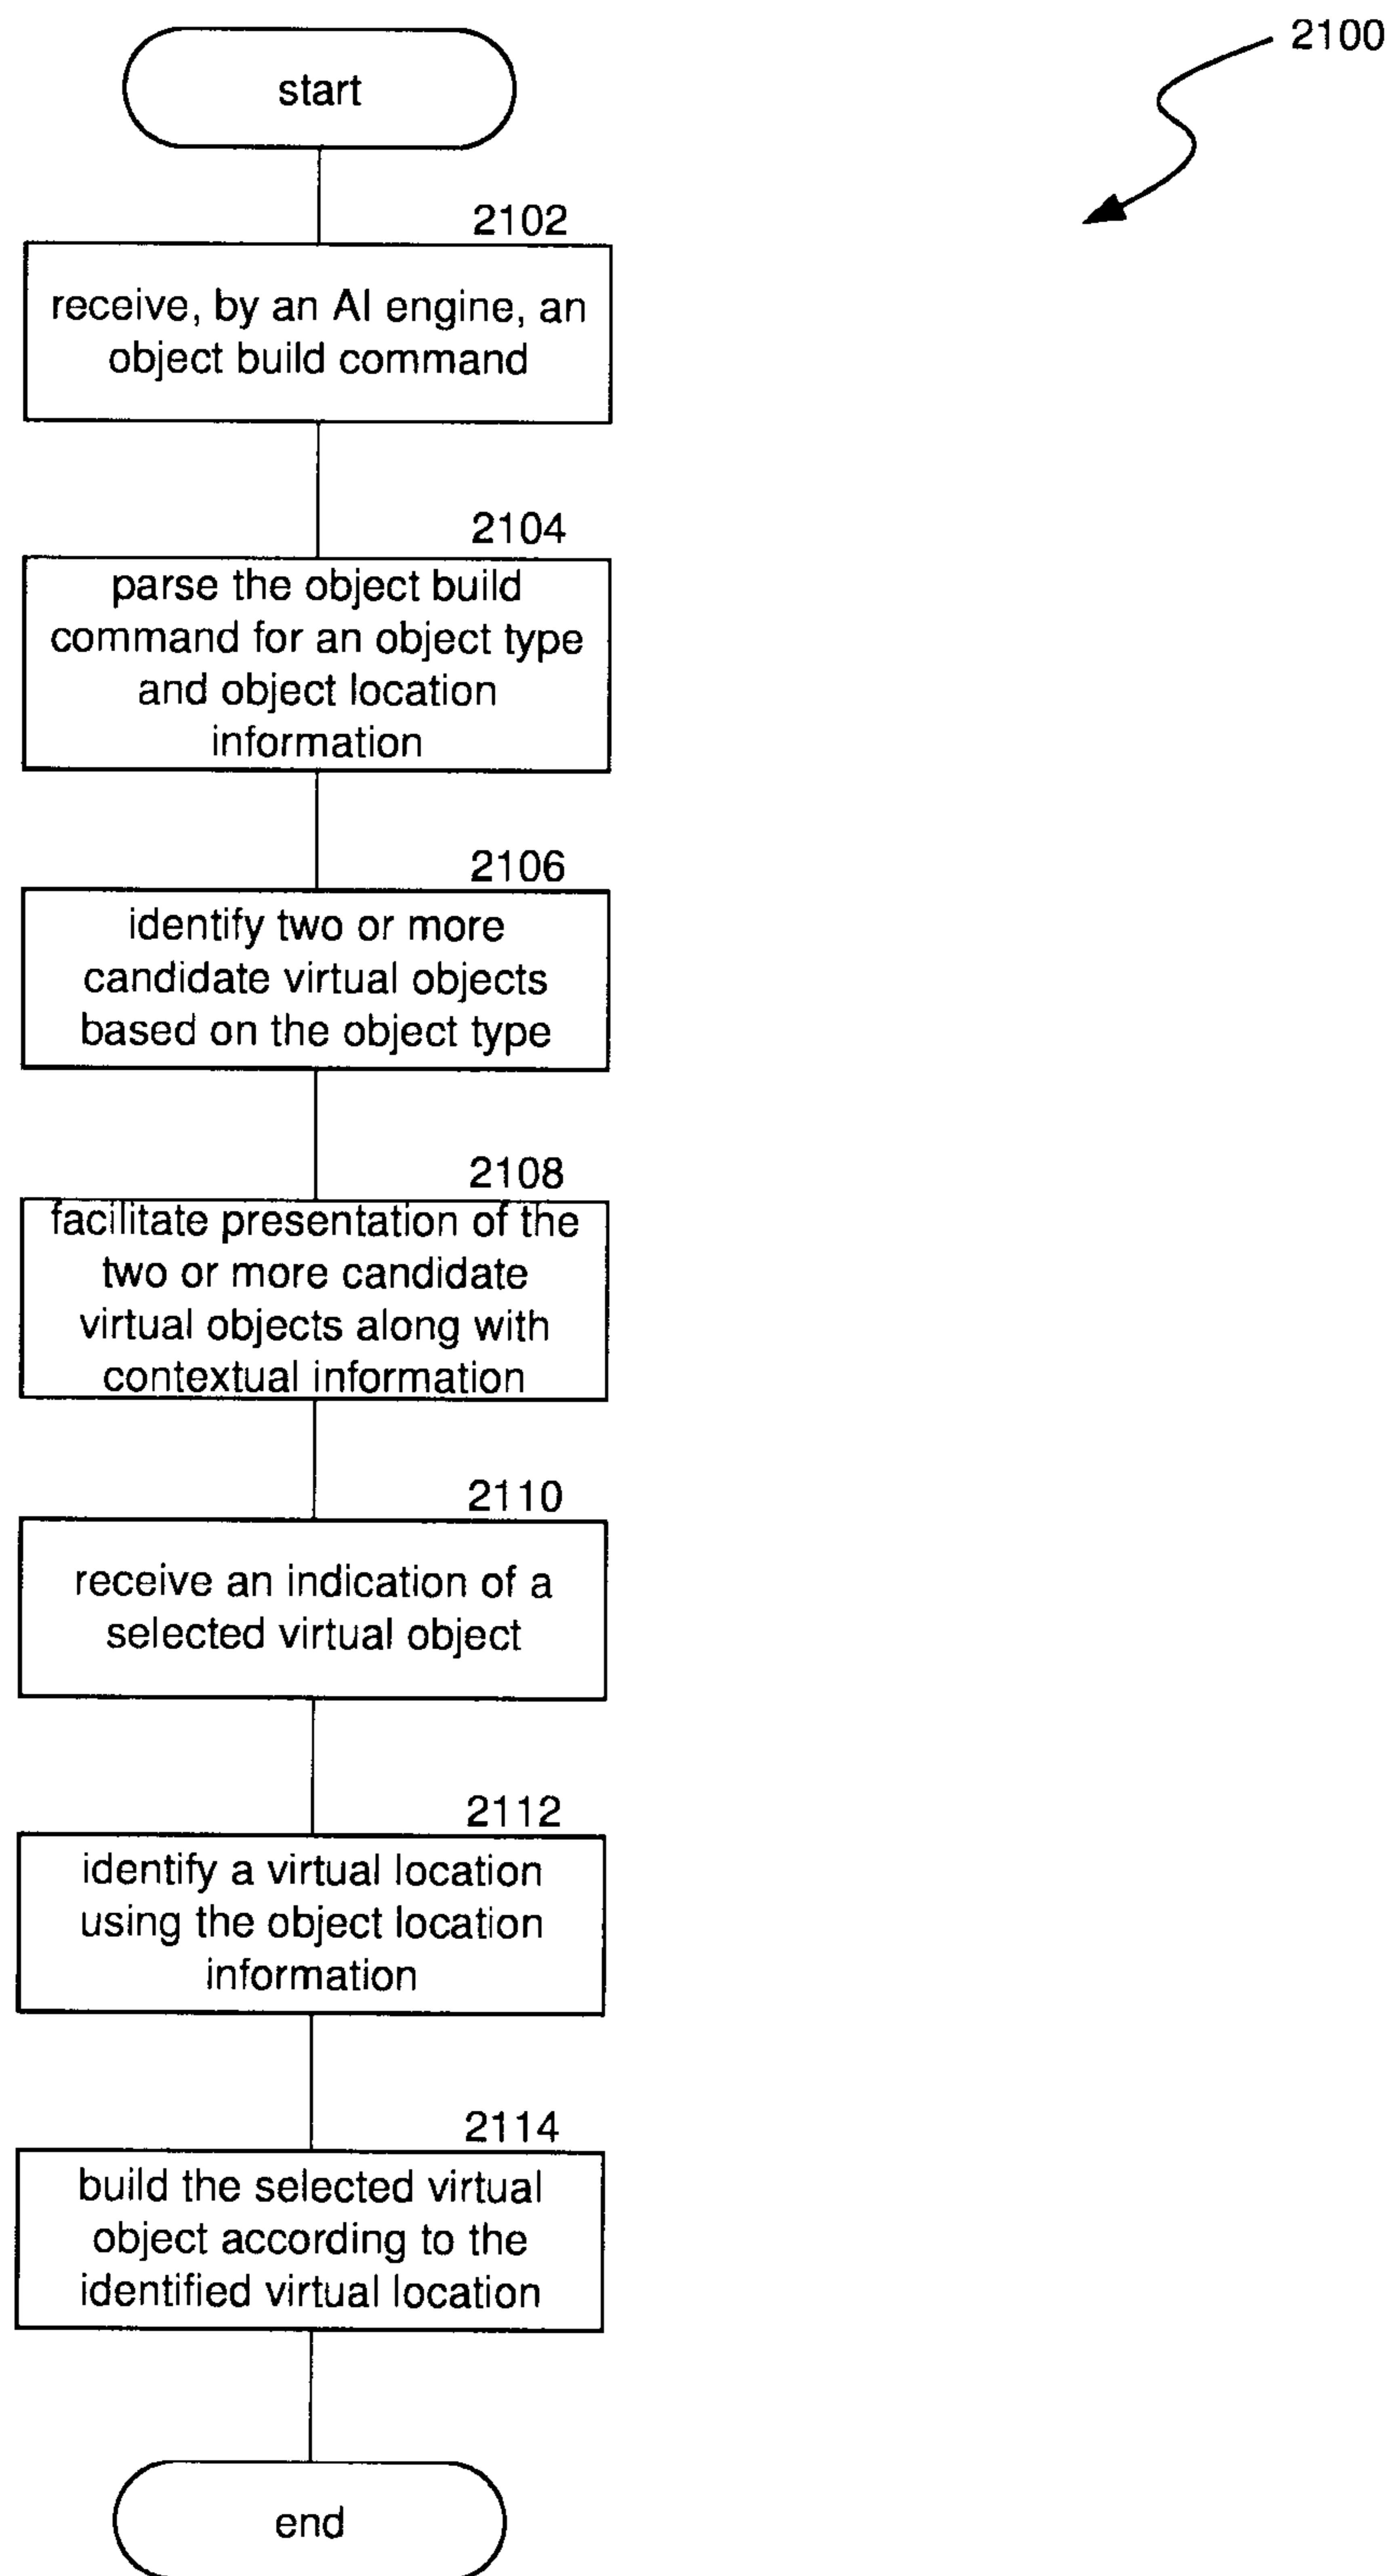 2100
start
2102
receive, by an AI engine, an
object build command
2104
parse the object build
command for an object type
and object location
information
2106
identify two or more
candidate virtual objects
based on the object type
2108
facilitate presentation of the
two or more candidate
virtual objects along with
contextual information
2110
receive an indication of a
selected virtual object
2112
identify a virtual location
using the object location
information
2114
build the selected virtual
object according to the
identified virtual location
end